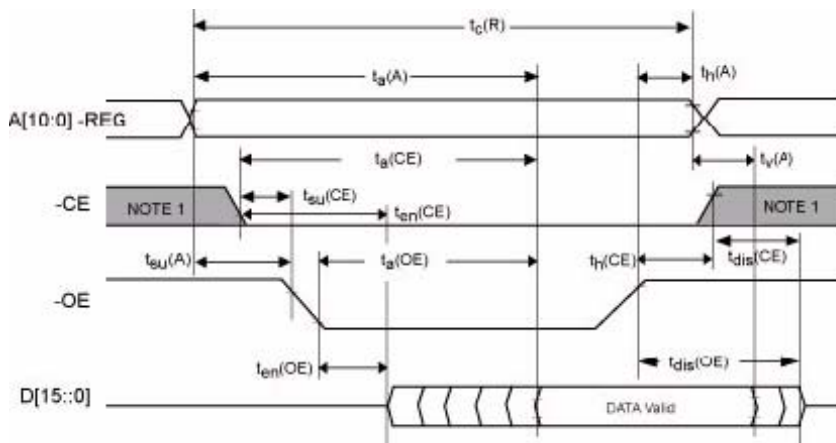 tc(R)
ta(A)
th(A)
A[10:0] -REG
ta(CE)
tv(A)
-CE
NOTE 1
tsu(CE)
ten(CE)
NOTE 1
tsu(A)
ta(OE)
th(CE)
tdis(CE)
-OE
ten(OE)
tdis(OE)
D[15::0]
DATA Valid